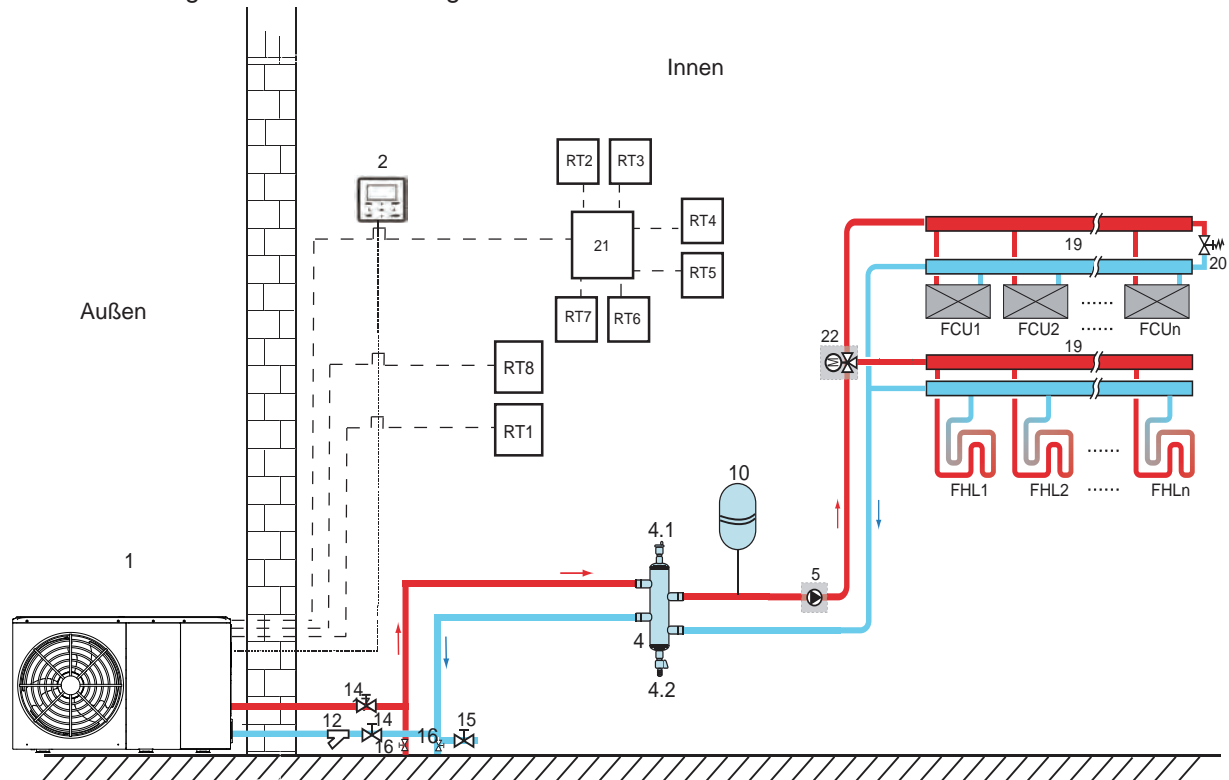 Innen
2
RT2
RT3
RT4
21
RT5
RT7
RT6
19
20
Außen
FCU1
FCU2
......
FCUn
......
22
19
RT8
RT1
10
FHL1
FHL2
......
FHLn
......
4.1
1
5
4
4.2
14
12
14
16
16
15